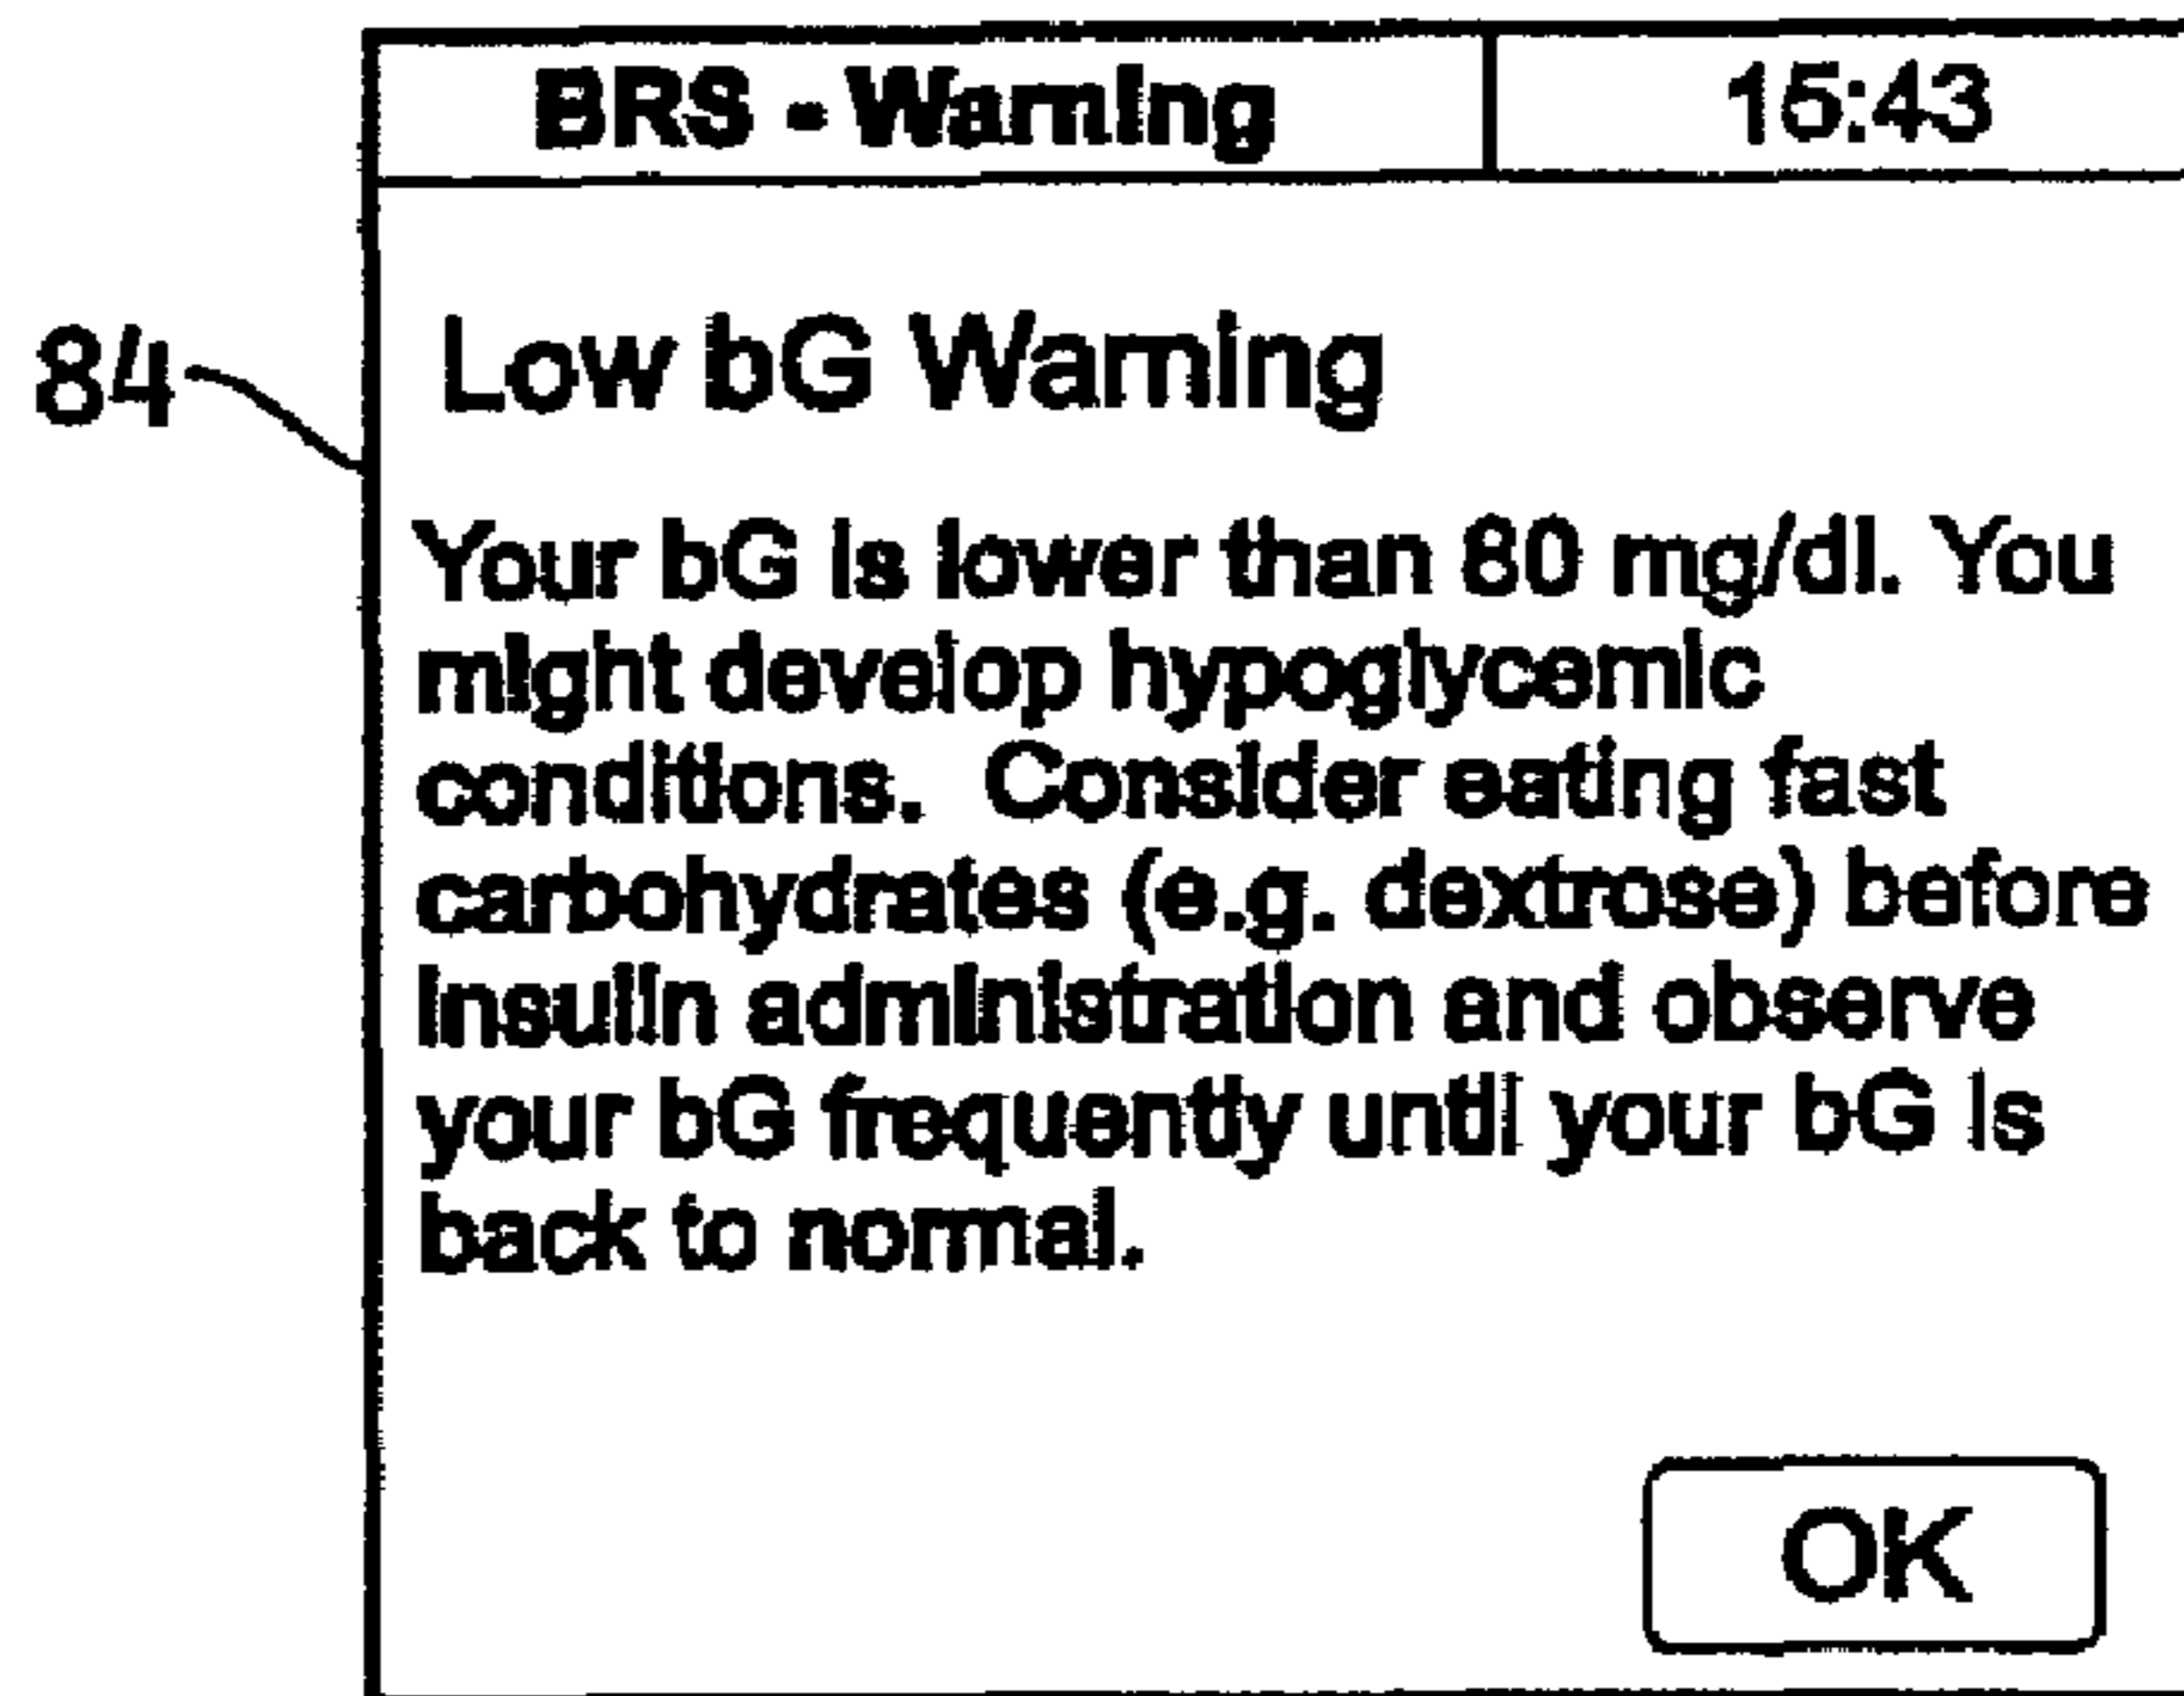 BRS - Warning 15:43
84
Low bG Warning
Your bG is lower than 80 mg/dl. You
might develop hypoglycemic
conditions. Consider eating fast
carbohydrates (e.g. dextrose) before
insulin administration and observe
your bG frequently until your bG is
back to normal.
OK